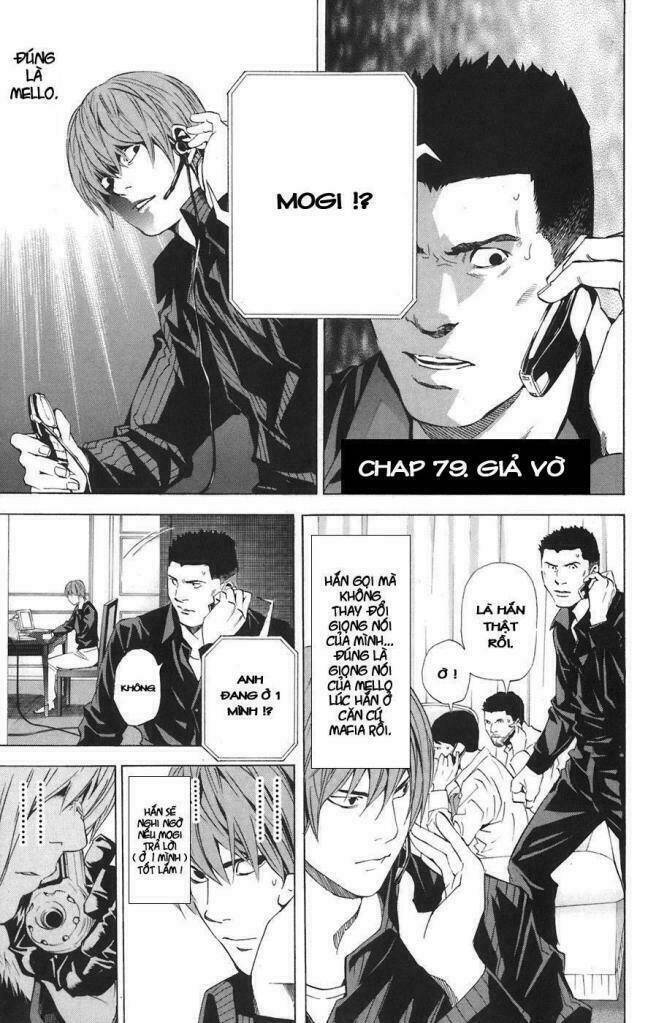 MOGI !?
CHAP 79. GIẢ VỜ
ĐÚNG
LÀ
MELLO.
LÀ HẮN
THẬT
RỒI.
Ở !
HẮN GỌI MÀ
KHÔNG
THAY ĐỔI
GIỌNG NÓI
CỦA MÌNH...
ĐÚNG LÀ
GIỌNG NÓI
CỦA MELLO
LÚC HẮN Ở
CĂN CỨ
MAFIA RỒI.
ANH
ĐANG Ở 1
MÌNH !?
KHÔNG
HẮN SẼ
NGHI NGỜ
NẾU MOGI
TRẢ LỜI
( Ở 1 MÌNH )
TỐT LẮM !